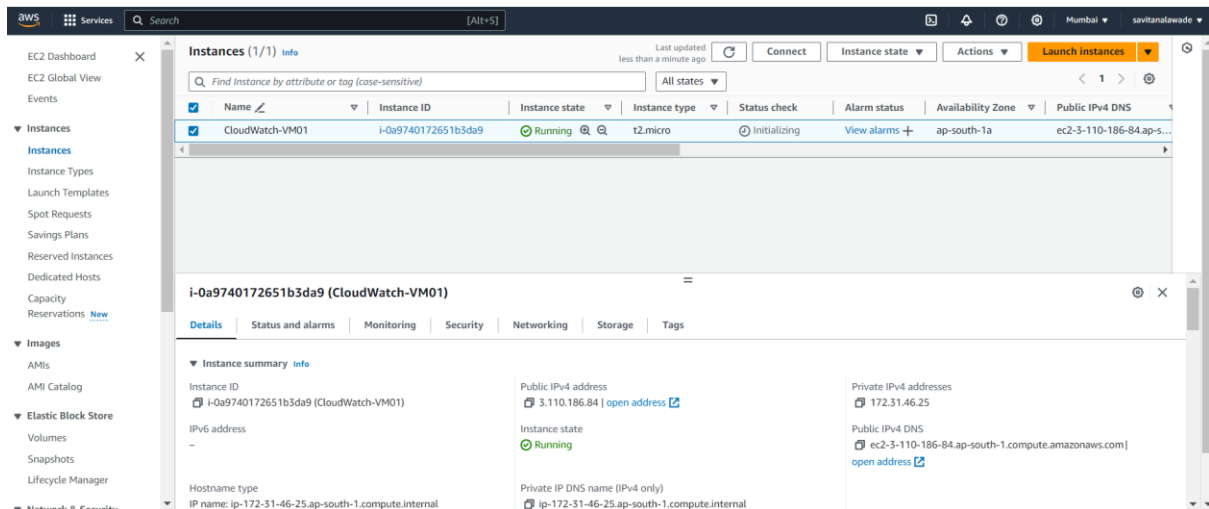 aws Services Search [Alt+S] Mumbai savitanalawade
EC2 Dashboard
EC2 Global View
Events
Instances
Instances
Instance Types
Launch Templates
Spot Requests
Savings Plans
Reserved Instances
Dedicated Hosts
Capacity
Reservations New
Images
AMIs
AMI Catalog
Elastic Block Store
Volumes
Snapshots
Lifecycle Manager
Network & Security
Instances (1/1) Info
Last updated
less than a minute ago
Connect Instance state Actions Launch instances
Find Instance by attribute or tag (case-sensitive) All states 1
Name Instance ID Instance state Instance type Status check Alarm status Availability Zone Public IPv4 DNS
CloudWatch-VM01 i-0a9740172651b3da9 Running t2.micro Initializing View alarms + ap-south-1a ec2-3-110-186-84.ap-s...
i-0a9740172651b3da9 (CloudWatch-VM01)
Details Status and alarms Monitoring Security Networking Storage Tags
Instance summary Info
Instance ID
i-0a9740172651b3da9 (CloudWatch-VM01)
Public IPv4 address
3.110.186.84 | open address
Private IPv4 addresses
172.31.46.25
IPv6 address
–
Instance state
Running
Public IPv4 DNS
ec2-3-110-186-84.ap-south-1.compute.amazonaws.com |
open address
Hostname type
IP name: ip-172-31-46-25.ap-south-1.compute.internal
Private IP DNS name (IPv4 only)
ip-172-31-46-25.ap-south-1.compute.internal